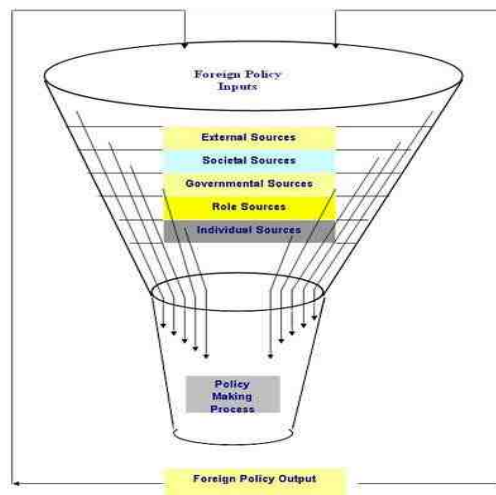 Foreign Policy
Inputs
External Sources
Societal Sources
Governmental Sources
Role Sources
Individual Sources
Policy
Making
Process
Foreign Policy Output